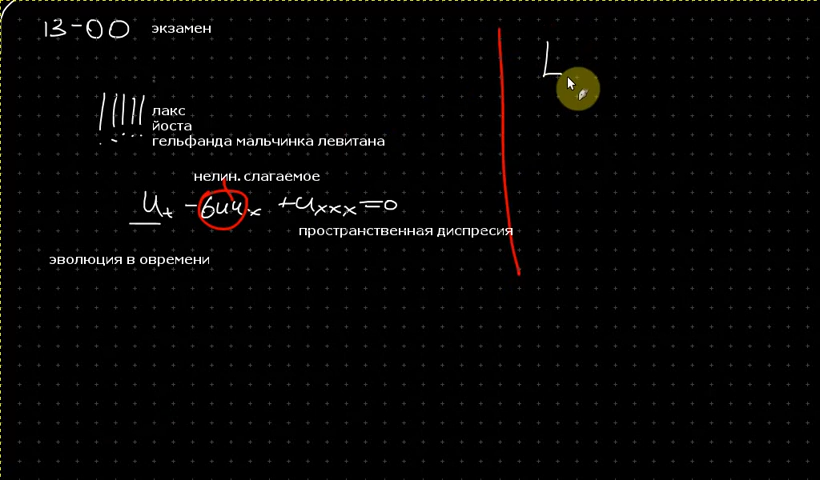 13-00 экзамен
лакс
йоста
гельфанда мальчинка левитана
нелин. слагаемое
u_t - 6uu_x + u_xxx = 0
пространственная диспресия
эволюция в овремени
L